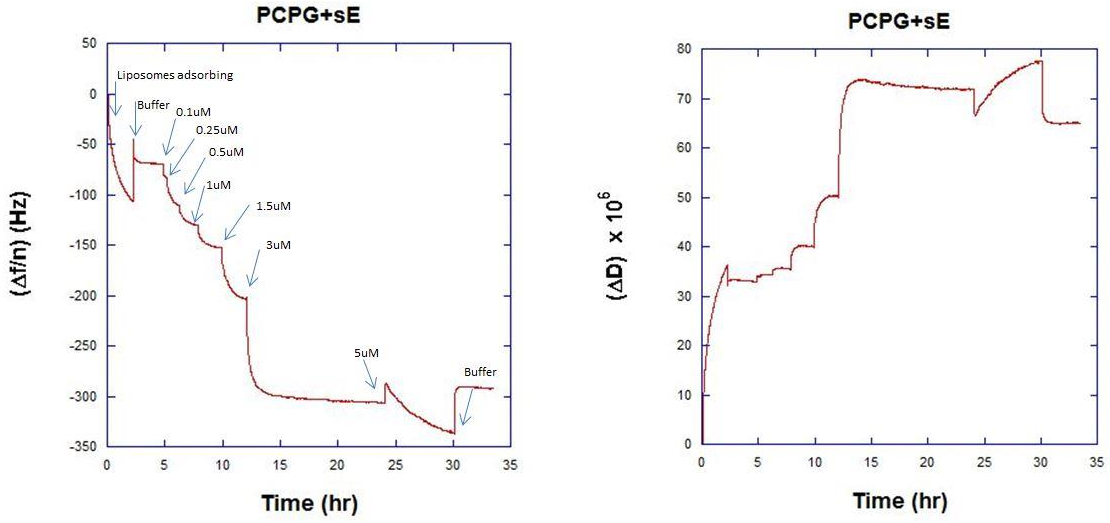 PCPG+sE
50
0
-50
-100
-150
-200
-250
-300
-350
(Δf/n) (Hz)
Liposomes adsorbing
Buffer
0.1uM
0.25uM
0.5uM
1uM
1.5uM
3uM
5uM
Buffer
0 5 10 15 20 25 30 35
Time (hr)
PCPG+sE
80
70
60
50
40
30
20
10
0
(ΔD) x 10⁶
0 5 10 15 20 25 30 35
Time (hr)